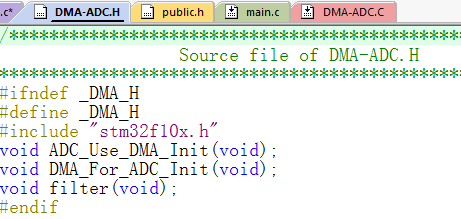 .c* DMA-ADC.H public.h main.c DMA-ADC.C
/************************************************
Source file of DMA-ADC.H
*************************************************
#ifndef _DMA_H
#define _DMA_H
#include "stm32f10x.h"
void ADC_Use_DMA_Init(void);
void DMA_For_ADC_Init(void);
void filter(void);
#endif